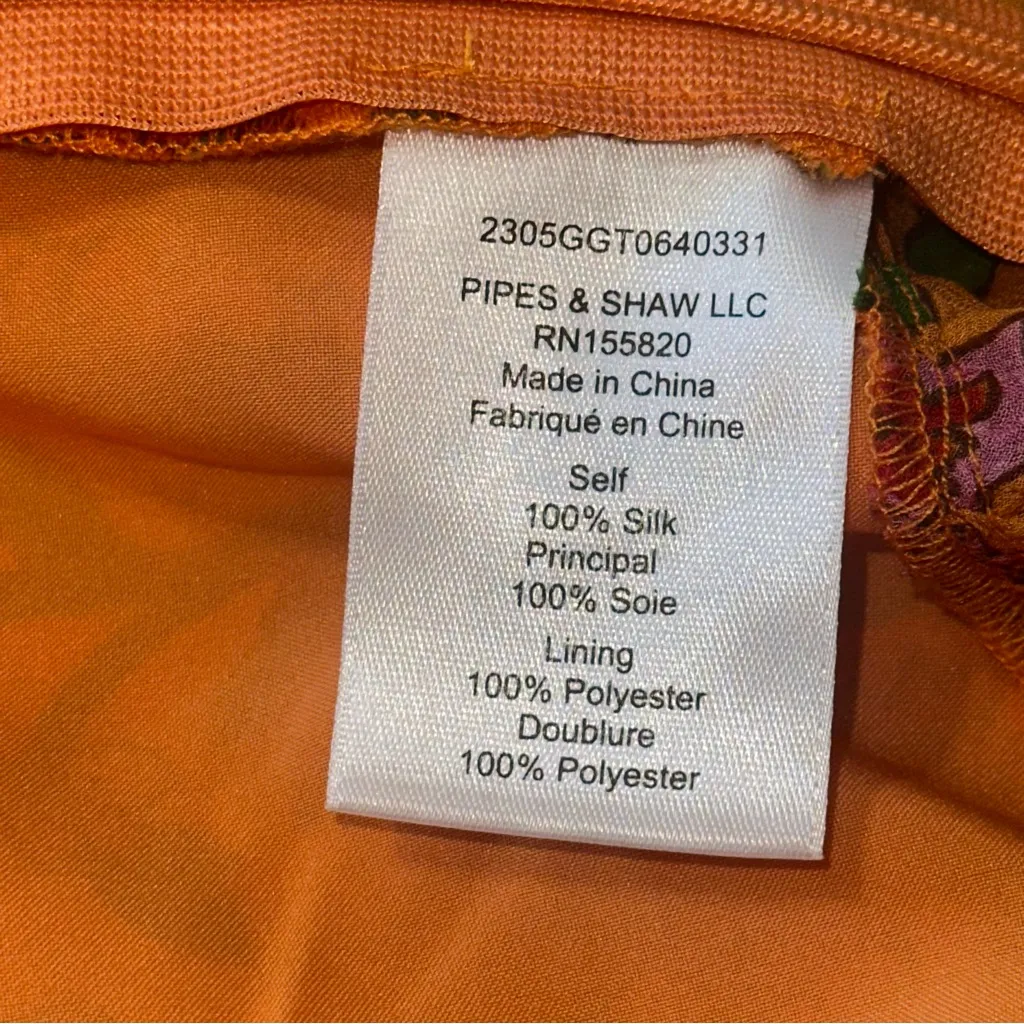 2305GGT0640331
PIPES & SHAW LLC
RN155820
Made in China
Fabriqué en Chine
Self
100% Silk
Principal
100% Soie
Lining
100% Polyester
Doublure
100% Polyester